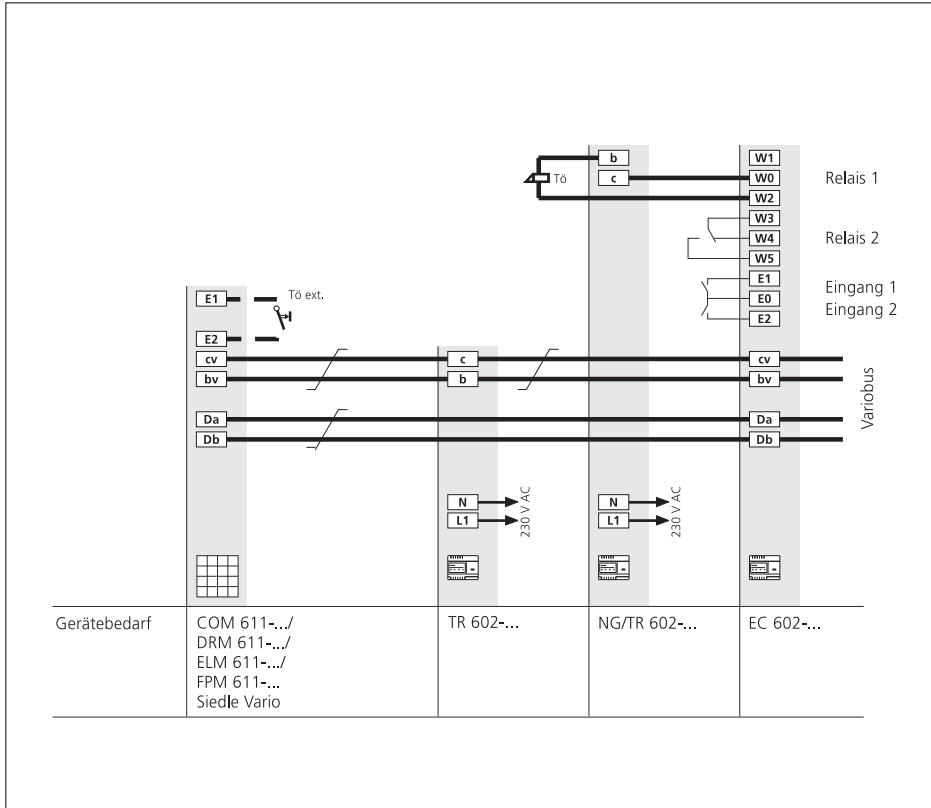 b W1
Tö c W0 Relais 1
W2
W3
W4 Relais 2
W5
E1 Eingang 1
E1 Tö ext. E0 Eingang 2
E2 E2
cv c cv
bv b bv
Variobus
Da Da
Db Db
N N
L1 230 V AC L1 230 V AC
Gerätebedarf COM 611-.../ TR 602-... NG/TR 602-... EC 602-...
DRM 611-.../
ELM 611-.../
FPM 611-...
Siedle Vario